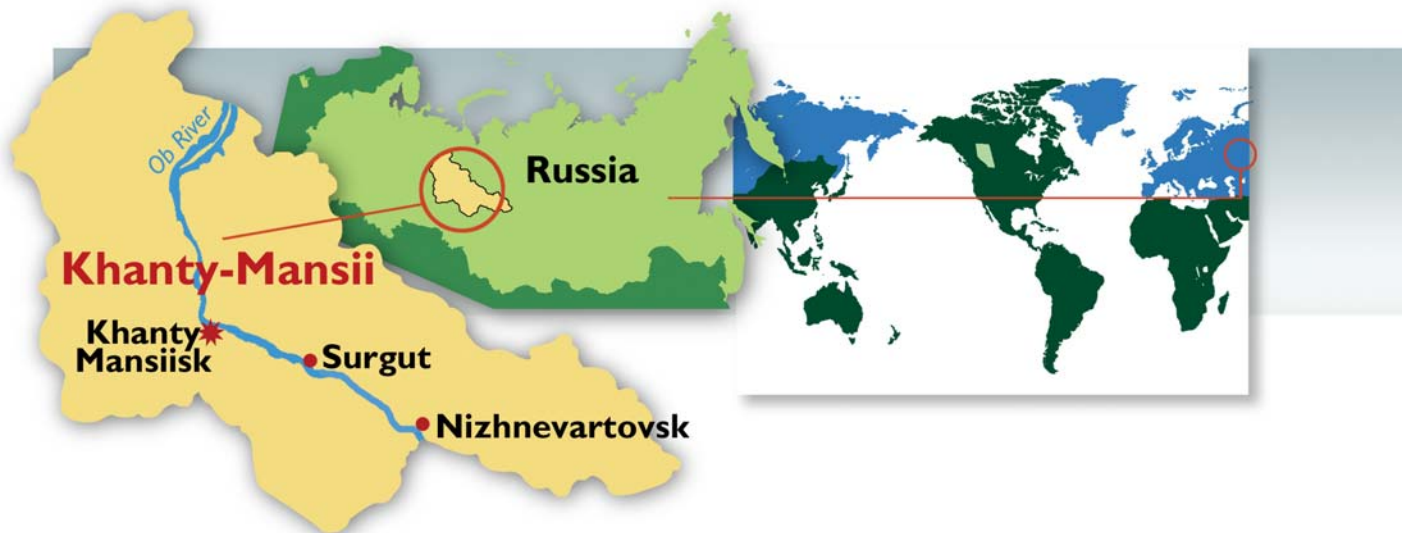 Ob River
Russia
Khanty-Mansii
Khanty
Mansiisk
Surgut
Nizhnevartovsk